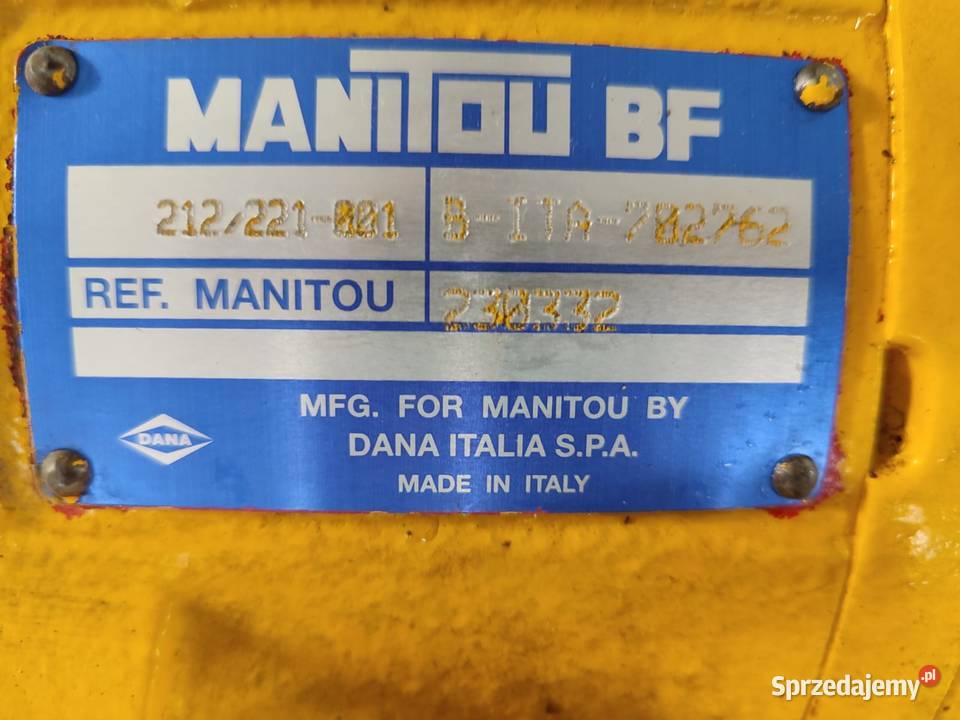 MANITOU BF
212/221-001 B-ITA-702762
REF. MANITOU 230332
MFG. FOR MANITOU BY
DANA DANA ITALIA S.P.A.
MADE IN ITALY
Sprzedajemy.pl